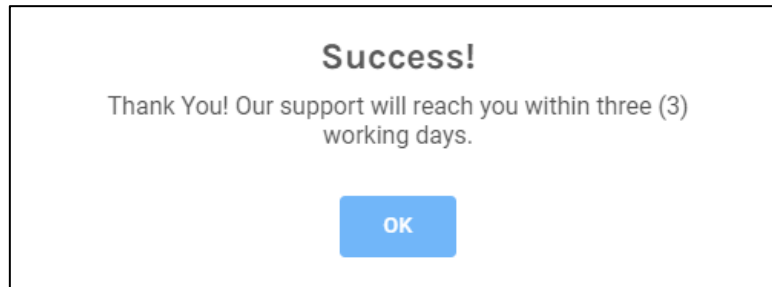 Success!
Thank You! Our support will reach you within three (3)
working days.
OK